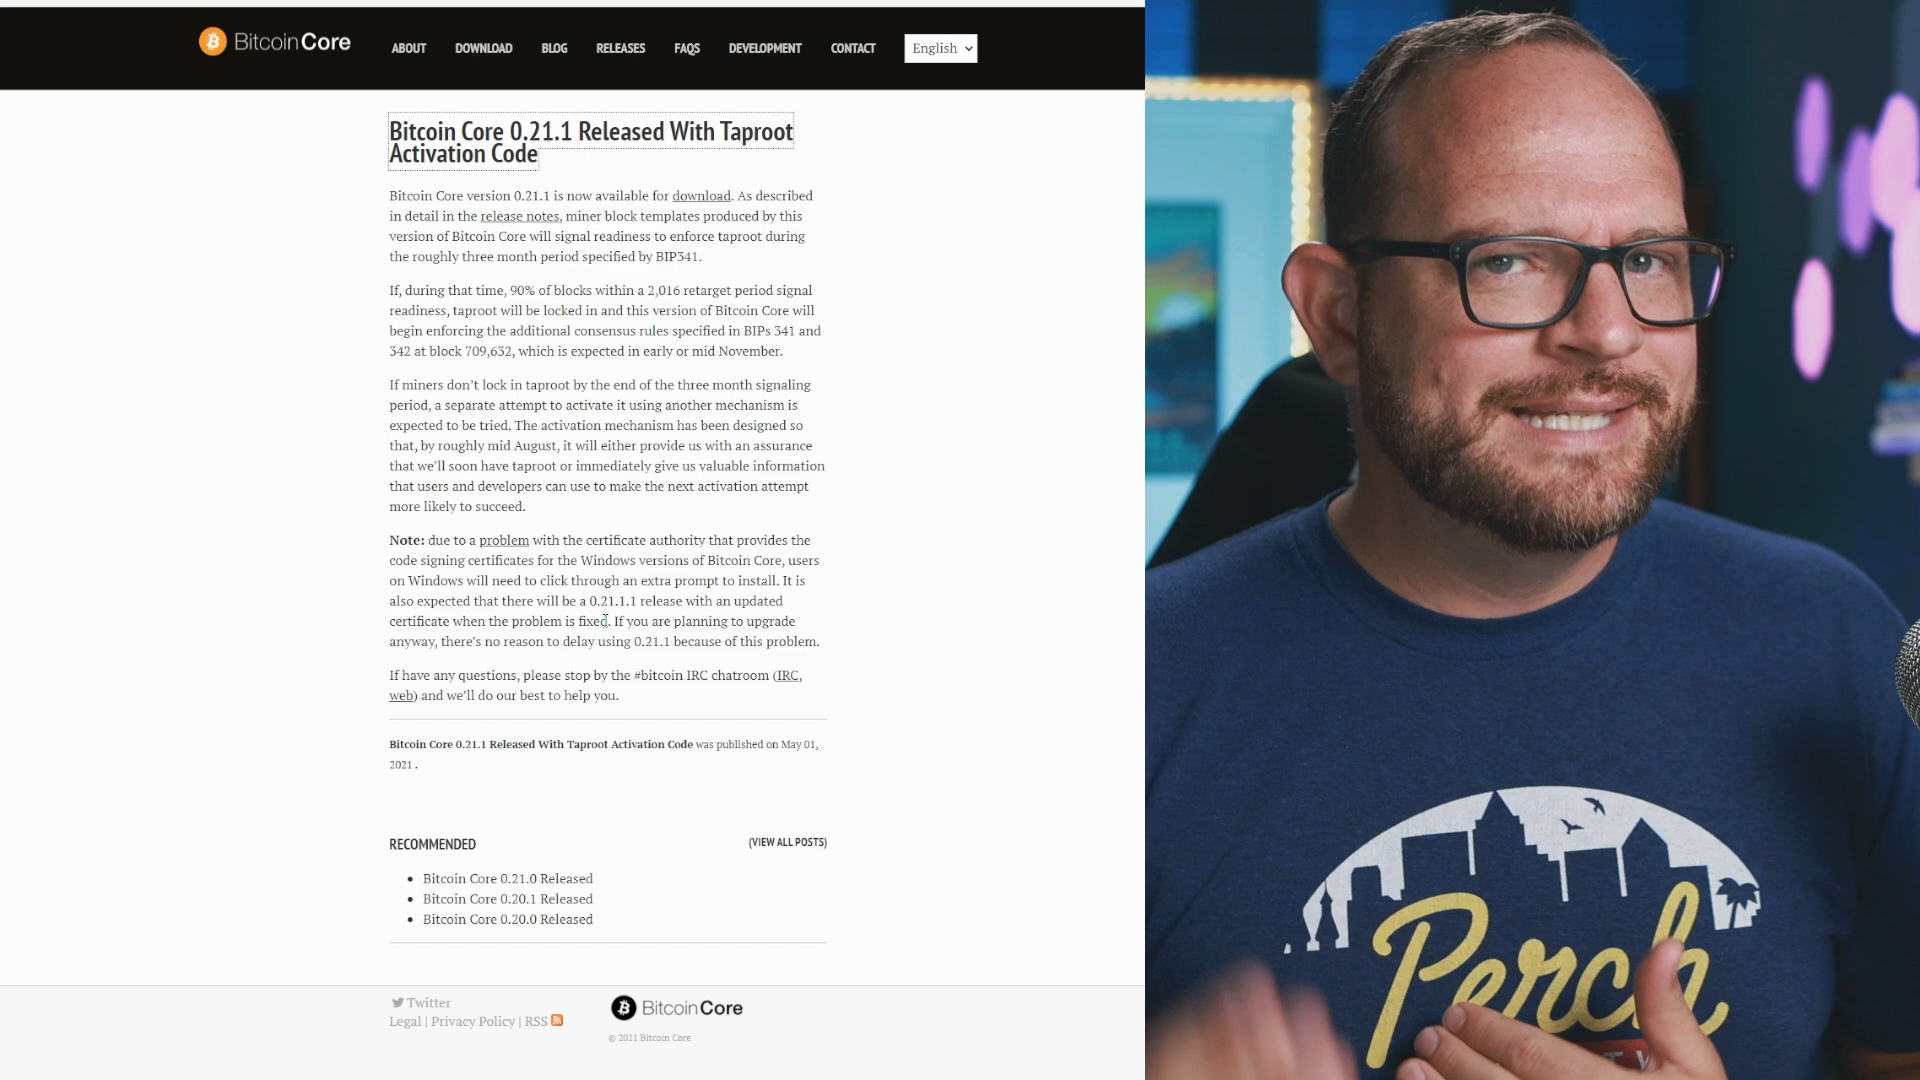 BitcoinCore
ABOUT DOWNLOAD BLOG RELEASES FAQS DEVELOPMENT CONTACT English
Bitcoin Core 0.21.1 Released With Taproot
Activation Code
Bitcoin Core version 0.21.1 is now available for download. As described
in detail in the release notes, miner block templates produced by this
version of Bitcoin Core will signal readiness to enforce taproot during
the roughly three month period specified by BIP341.
If, during that time, 90% of blocks within a 2,016 retarget period signal
readiness, taproot will be locked in and this version of Bitcoin Core will
begin enforcing the additional consensus rules specified in BIPs 341 and
342 at block 709,632, which is expected in early or mid November.
If miners don’t lock in taproot by the end of the three month signaling
period, a separate attempt to activate it using another mechanism is
expected to be tried. The activation mechanism has been designed so
that, by roughly mid August, it will either provide us with an assurance
that we’ll soon have taproot or immediately give us valuable information
that users and developers can use to make the next activation attempt
more likely to succeed.
Note: due to a problem with the certificate authority that provides the
code signing certificates for the Windows versions of Bitcoin Core, users
on Windows will need to click through an extra prompt to install. It is
also expected that there will be a 0.21.1.1 release with an updated
certificate when the problem is fixed. If you are planning to upgrade
anyway, there’s no reason to delay using 0.21.1 because of this problem.
If have any questions, please stop by the #bitcoin IRC chatroom (IRC,
web) and we’ll do our best to help you.
Bitcoin Core 0.21.1 Released With Taproot Activation Code was published on May 01,
2021 .
RECOMMENDED (VIEW ALL POSTS)
Bitcoin Core 0.21.0 Released
Bitcoin Core 0.20.1 Released
Bitcoin Core 0.20.0 Released
Twitter
Legal | Privacy Policy | RSS
BitcoinCore
© 2021 Bitcoin Core
Perch